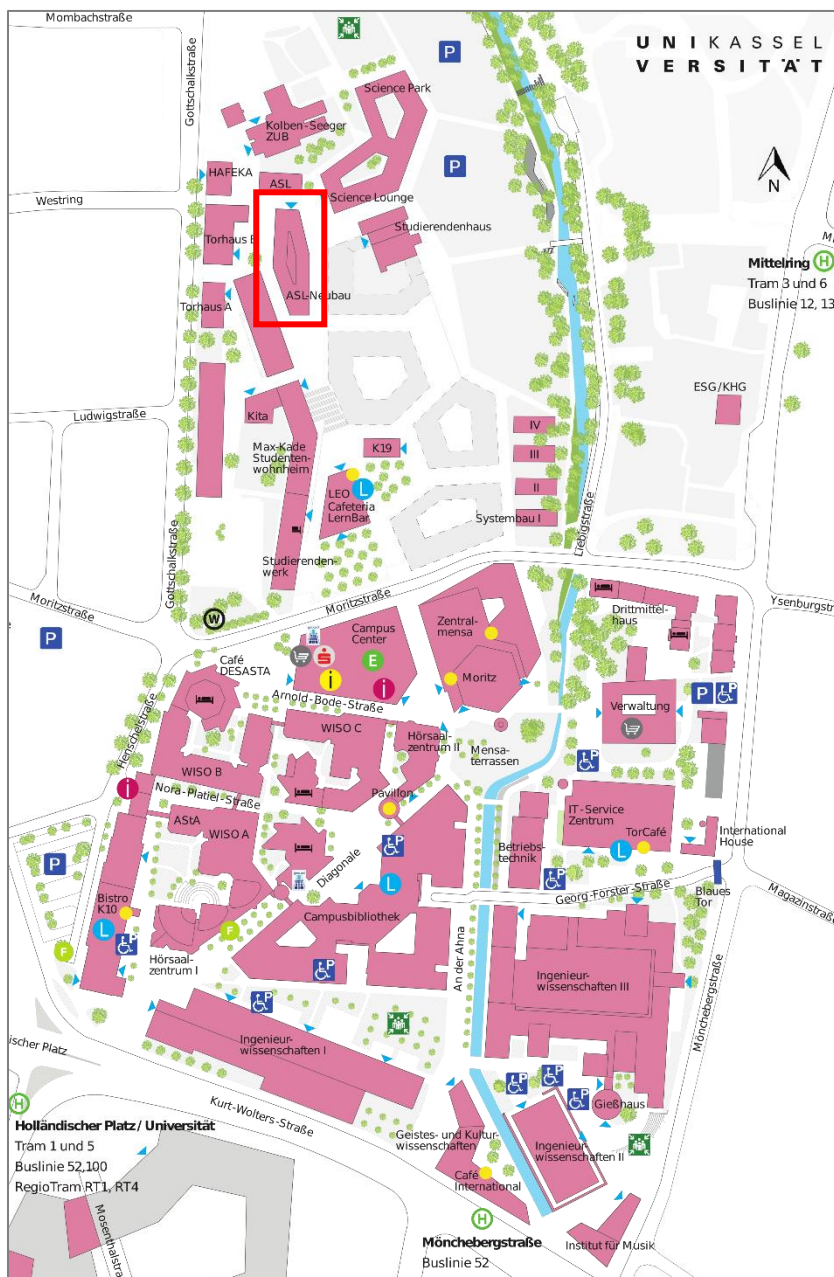 Mombachstraße
Gottschalkstraße
UNIKASSEL
VERSITÄT
P
Science Park
Kolben-Seeger
ZUB
P
N
HAFEKA
ASL
Westring
Science Lounge
Studierendenhaus
Torhaus B
Mittelring H
Tram 3 und 6
Buslinie 12, 13
ASL-Neubau
Torhaus A
ESG/KHG
Ludwigstraße
Kita
IV
Max-Kade
Studenten-
wohnheim
K19
III
LEO
Cafeteria
LernBar
L
II
Systembau I
Liebigstraße
Studierenden-
werk
Gottschalkstraße
Moritzstraße
Moritzstraße
Ysenburgstr
W
P
Drittmittel-
haus
Campus
Center
Zentral-
mensa
Café
DESASTA
S
E
i
i
Moritz
Arnold-Bode-Straße
Verwaltung
P
P
Henschelstraße
WISO C
Hörsaal-
zentrum II
Mensa-
terrassen
P
WISO B
i
Nora-Platiel-Straße
Pavillon
IT-Service
Zentrum
AStA
WISO A
TorCafé
International
House
P
L
Betriebs-
technik
P
Diagonale
L
P
Georg-Forster-Straße
Blaues
Tor
Magazinstraße
Bistro
K10
L
P
F
F
Campusbibliothek
Hörsaal-
zentrum I
P
An der Ahna
Ingenieur-
wissenschaften III
Mönchebergstraße
P
Ingenieur-
wissenschaften I
ischer Platz
Kurt-Wolters-Straße
P
P
P
Gießhaus
H
Holländischer Platz / Universität
Tram 1 und 5
Buslinie 52,100
RegioTram RT1, RT4
Geistes- und Kultur-
wissenschaften
Ingenieur-
wissenschaften II
Café
International
Mosenthalstra
H
Mönchebergstraße
Buslinie 52
Institut für Musik